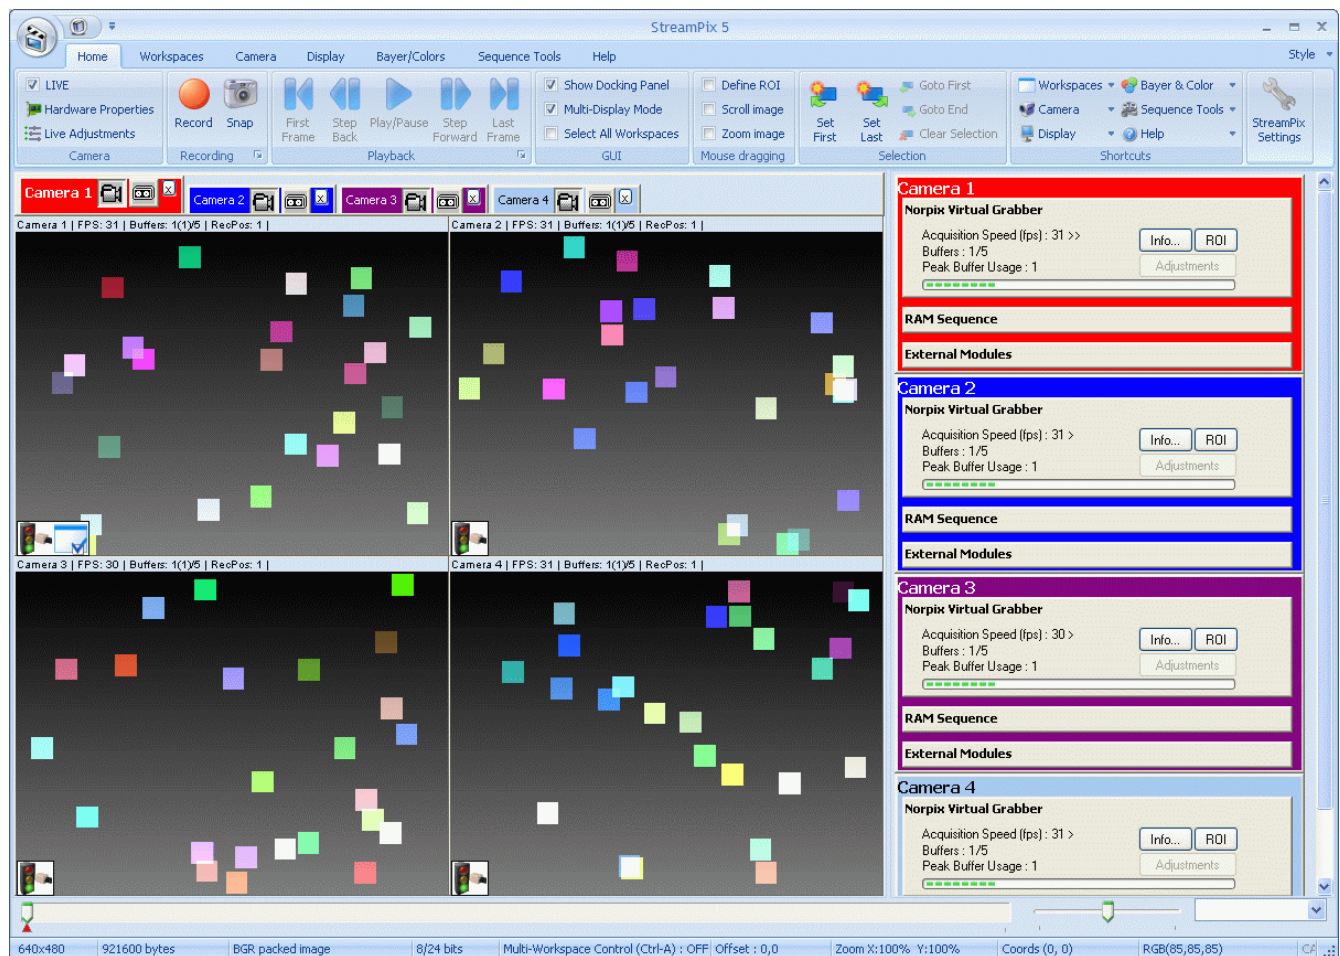 StreamPix 5
Home Workspaces Camera Display Bayer/Colors Sequence Tools Help Style
LIVE
Hardware Properties
Live Adjustments
Camera
Record Snap
Recording
First Frame Step Back Play/Pause Step Forward Last Frame
Playback
Show Docking Panel
Multi-Display Mode
Select All Workspaces
GUI
Define ROI
Scroll image
Zoom image
Mouse dragging
Set First Set Last
Goto First
Goto End
Clear Selection
Selection
Workspaces Bayer & Color
Camera Sequence Tools
Display Help
Shortcuts
StreamPix Settings
Camera 1 Camera 2 Camera 3 Camera 4
Camera 1 | FPS: 31 | Buffers: 1(1)/5 | RecPos: 1 |
Camera 2 | FPS: 31 | Buffers: 1(1)/5 | RecPos: 1 |
Camera 3 | FPS: 30 | Buffers: 1(1)/5 | RecPos: 1 |
Camera 4 | FPS: 31 | Buffers: 1(1)/5 | RecPos: 1 |
Camera 1
Norpix Virtual Grabber
Acquisition Speed (fps) : 31 >>
Buffers : 1/5
Peak Buffer Usage : 1
Info... ROI
Adjustments
RAM Sequence
External Modules
Camera 2
Norpix Virtual Grabber
Acquisition Speed (fps) : 31 >
Buffers : 1/5
Peak Buffer Usage : 1
Info... ROI
Adjustments
RAM Sequence
External Modules
Camera 3
Norpix Virtual Grabber
Acquisition Speed (fps) : 30 >
Buffers : 1/5
Peak Buffer Usage : 1
Info... ROI
Adjustments
RAM Sequence
External Modules
Camera 4
Norpix Virtual Grabber
Acquisition Speed (fps) : 31 >
Buffers : 1/5
Peak Buffer Usage : 1
Info... ROI
Adjustments
640x480 921600 bytes BGR packed image 8/24 bits Multi-Workspace Control (Ctrl-A) : OFF Offset : 0,0 Zoom X:100% Y:100% Coords (0, 0) RGB(85,85,85)